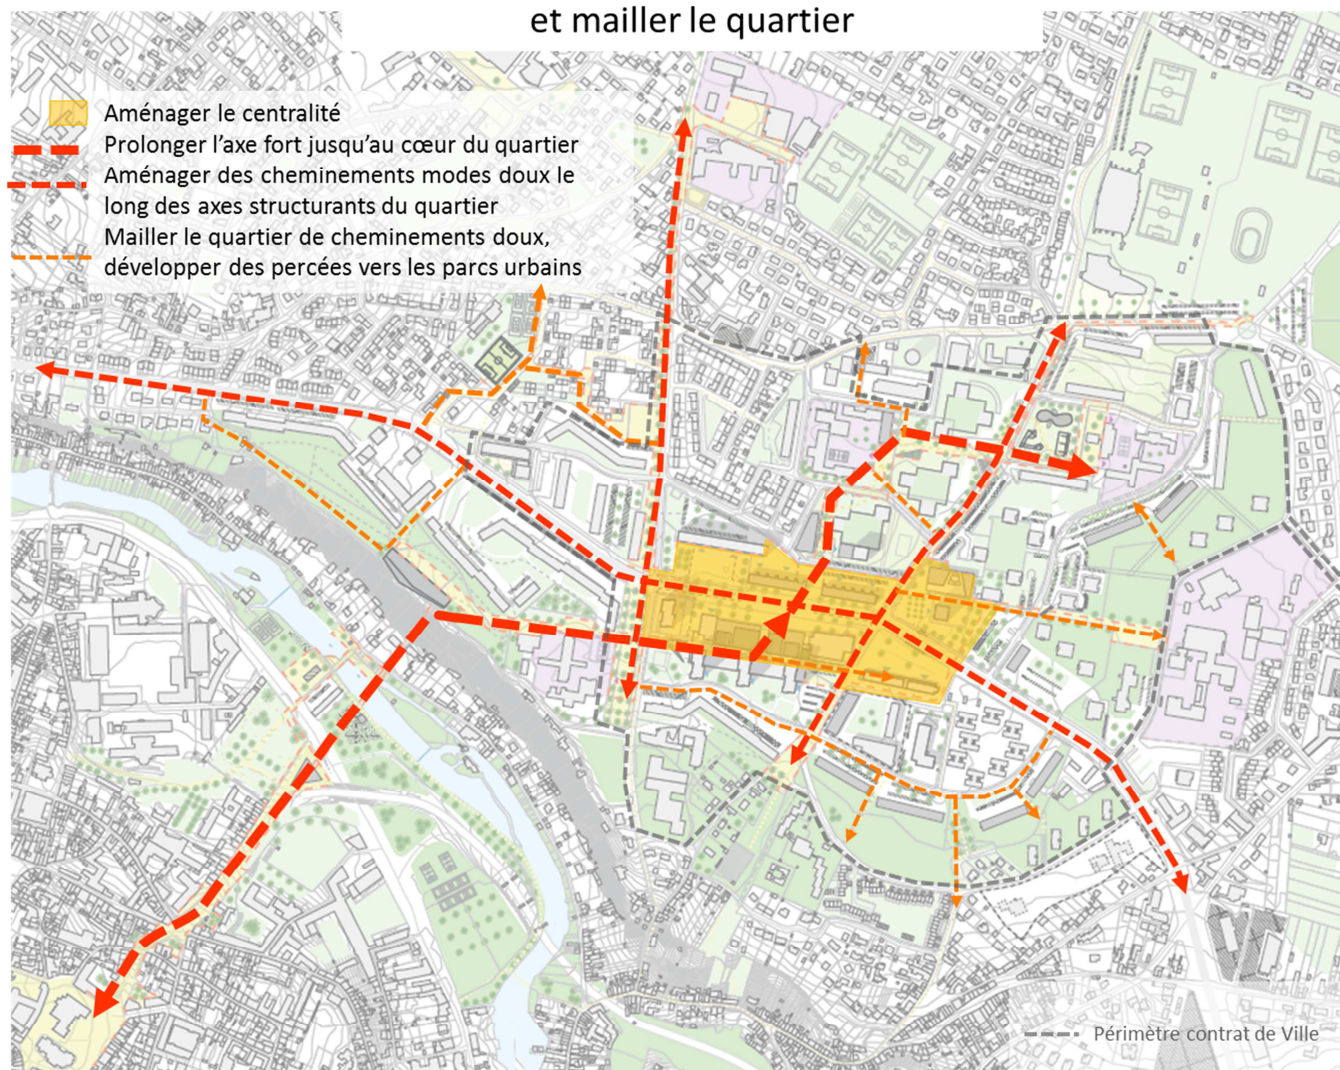 et mailler le quartier
Aménager le centralité
Prolonger l’axe fort jusqu’au cœur du quartier
Aménager des cheminements modes doux le
long des axes structurants du quartier
Mailler le quartier de cheminements doux,
développer des percées vers les parcs urbains
Périmètre contrat de Ville